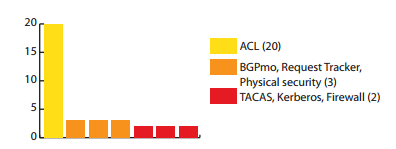 20
15
10
5
0
ACL (20)
BGPmo, Request Tracker,
Physical security (3)
TACAS, Kerberos, Firewall (2)